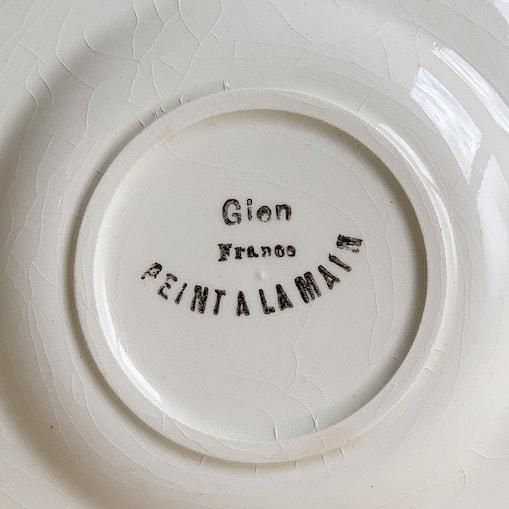 Gien
France
PEINT A LA MAIN